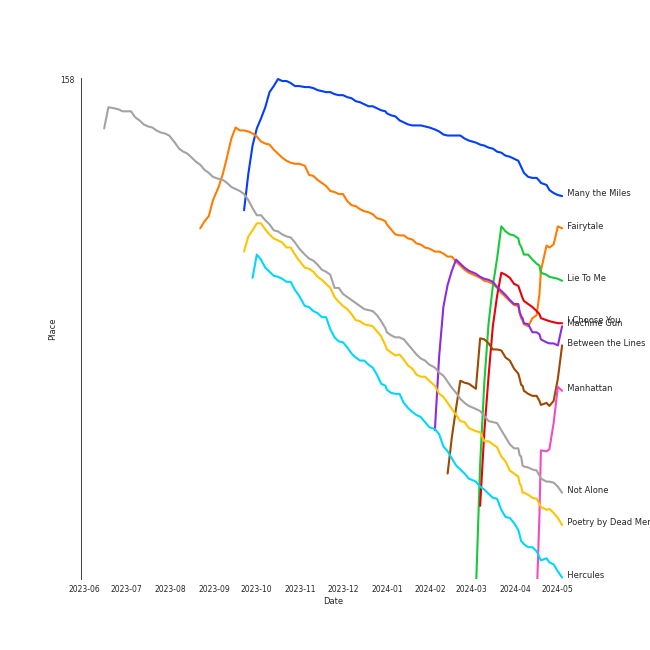 158
Many the Miles
Fairytale
Lie To Me
I Choose You
Machine Gun
Between the Lines
Manhattan
Not Alone
Poetry by Dead Men
Hercules
Place
2023-06 2023-07 2023-08 2023-09 2023-10 2023-11 2023-12 2024-01 2024-02 2024-03 2024-04 2024-05
Date